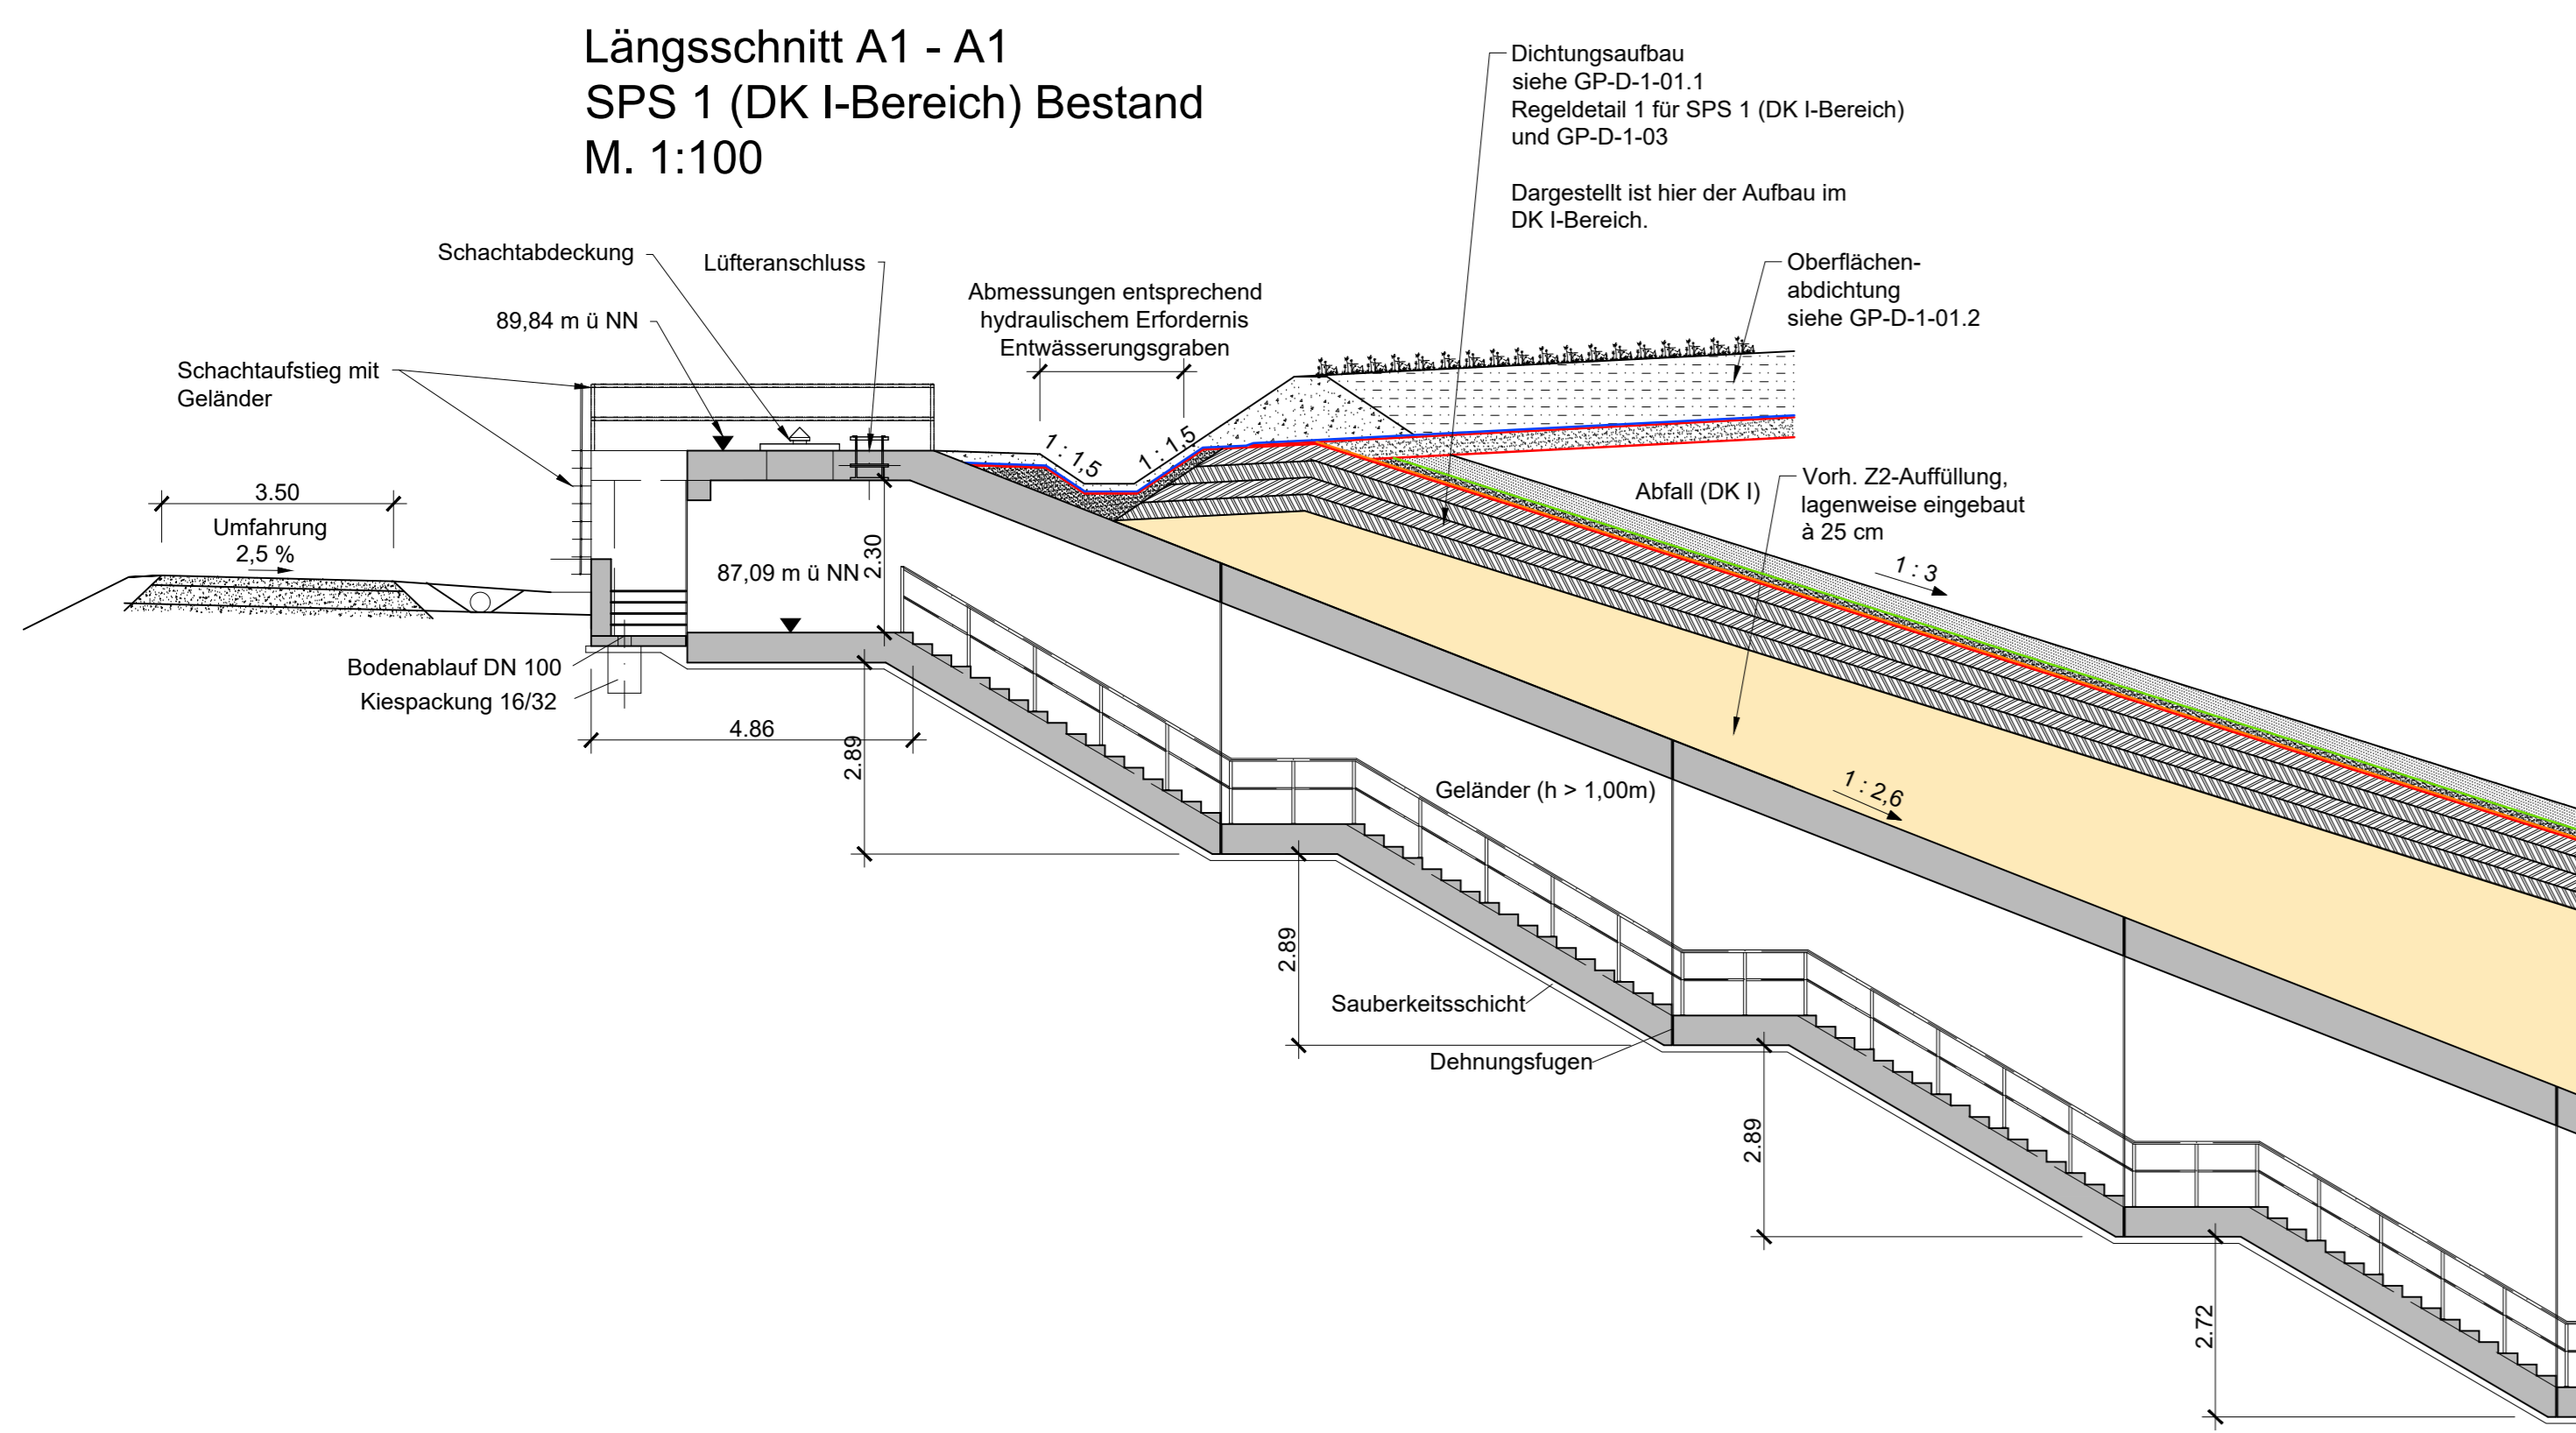 Längsschnitt A1 - A1
SPS 1 (DK I-Bereich) Bestand
M. 1:100
Dichtungsaufbau
siehe GP-D-1-01.1
Regeldetail 1 für SPS 1 (DK I-Bereich)
und GP-D-1-03
Dargestellt ist hier der Aufbau im
DK I-Bereich.
Schachtabdeckung
Lüfteranschluss
89,84 m ü NN
Abmessungen entsprechend
hydraulischem Erfordernis
Entwässerungsgraben
Oberflächen-
abdichtung
siehe GP-D-1-01.2
Schachtaufstieg mit
Geländer
1 : 1,5
1 : 1,5
3.50
Umfahrung
2,5 %
Abfall (DK I)
Vorh. Z2-Auffüllung,
lagenweise eingebaut
à 25 cm
1 : 3
87,09 m ü NN
2.30
Bodenablauf DN 100
Kiespackung 16/32
4.86
2.89
Geländer (h > 1,00m)
1 : 2,6
2.89
Sauberkeitsschicht
Dehnungsfugen
2.89
2.72